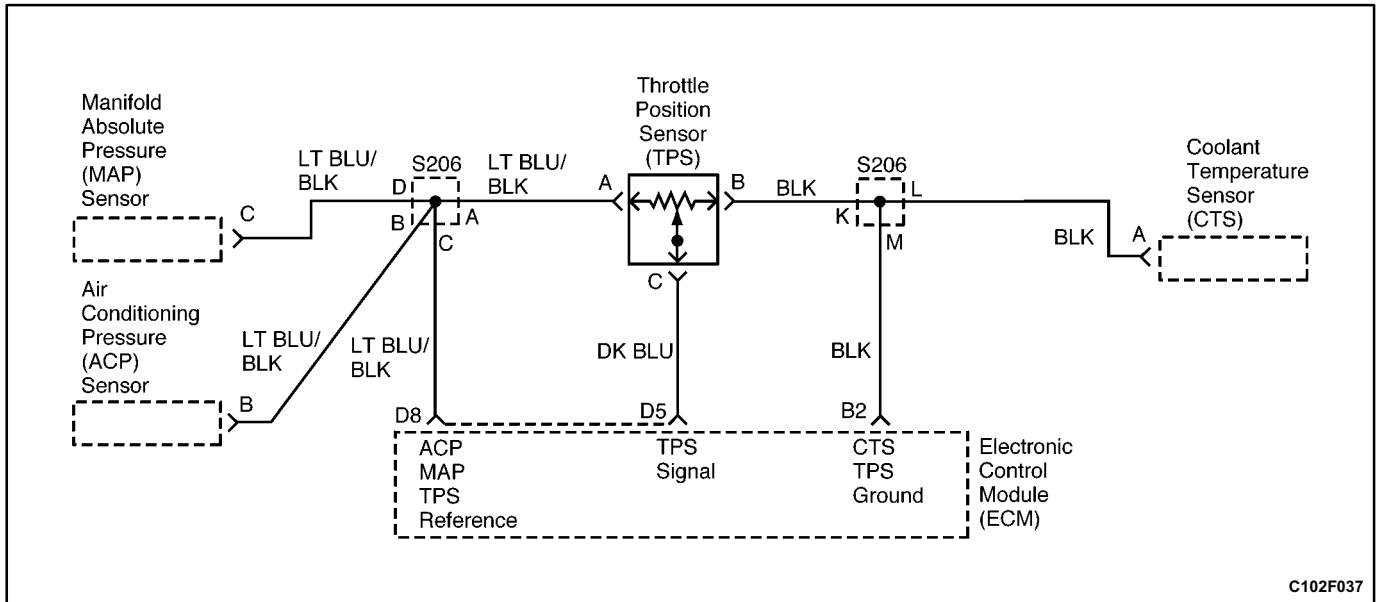 Manifold
Absolute
Pressure
(MAP)
Sensor
C
LT BLU/
BLK
S206
D
B
A
C
LT BLU/
BLK
Throttle
Position
Sensor
(TPS)
A
B
C
BLK
S206
K
L
M
BLK
Coolant
Temperature
Sensor
(CTS)
A
Air
Conditioning
Pressure
(ACP)
Sensor
B
LT BLU/
BLK
LT BLU/
BLK
DK BLU
BLK
D8
D5
B2
ACP
MAP
TPS
Reference
TPS
Signal
CTS
TPS
Ground
Electronic
Control
Module
(ECM)
C102F037